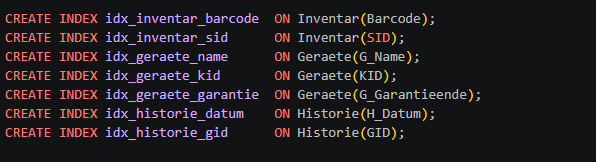 CREATE INDEX idx_inventar_barcode  ON Inventar(Barcode);
CREATE INDEX idx_inventar_sid      ON Inventar(SID);
CREATE INDEX idx_geraete_name      ON Geraete(G_Name);
CREATE INDEX idx_geraete_kid       ON Geraete(KID);
CREATE INDEX idx_geraete_garantie  ON Geraete(G_Garantieende);
CREATE INDEX idx_historie_datum    ON Historie(H_Datum);
CREATE INDEX idx_historie_gid      ON Historie(GID);